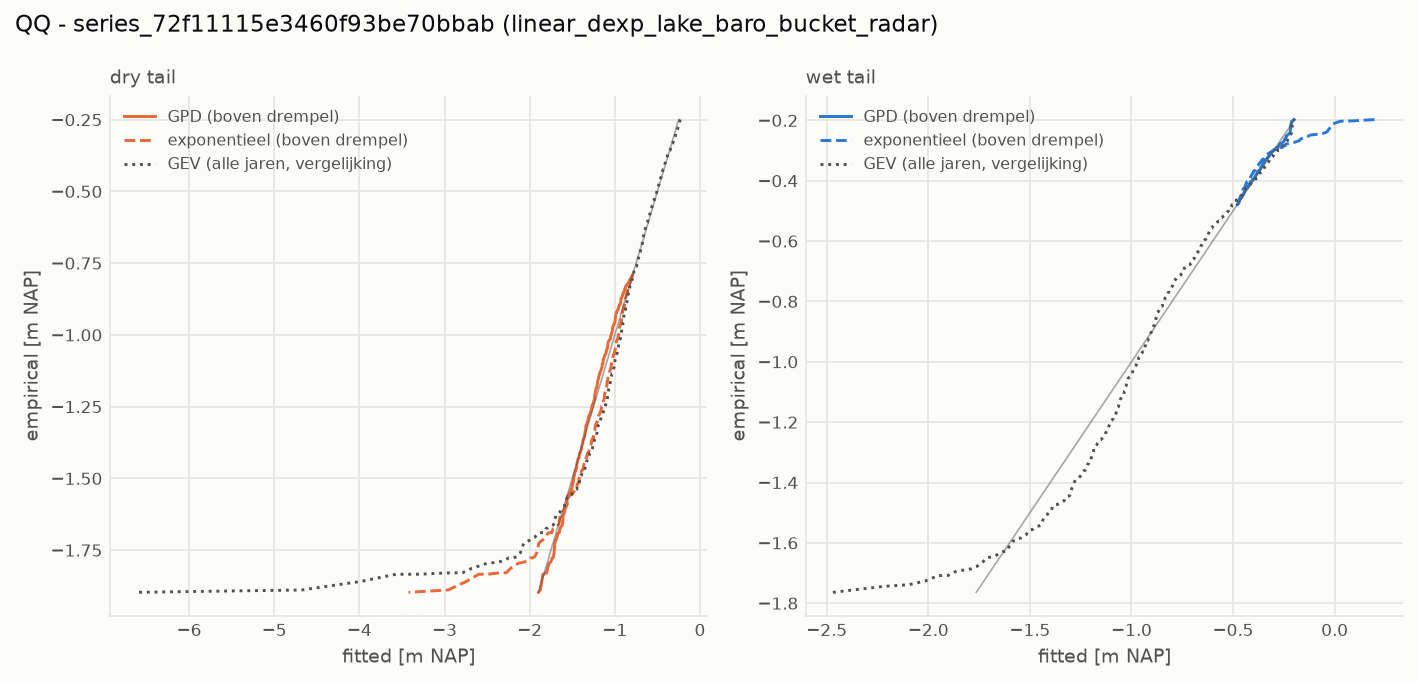 QQ - series_72f11115e3460f93be70bbab (linear_dexp_lake_baro_bucket_radar)
dry tail
GPD (boven drempel)
exponentieel (boven drempel)
GEV (alle jaren, vergelijking)
empirical [m NAP]
−0.25
−0.50
−0.75
−1.00
−1.25
−1.50
−1.75
−6
−5
−4
−3
−2
−1
0
fitted [m NAP]
wet tail
GPD (boven drempel)
exponentieel (boven drempel)
GEV (alle jaren, vergelijking)
empirical [m NAP]
−0.2
−0.4
−0.6
−0.8
−1.0
−1.2
−1.4
−1.6
−1.8
−2.5
−2.0
−1.5
−1.0
−0.5
0.0
fitted [m NAP]